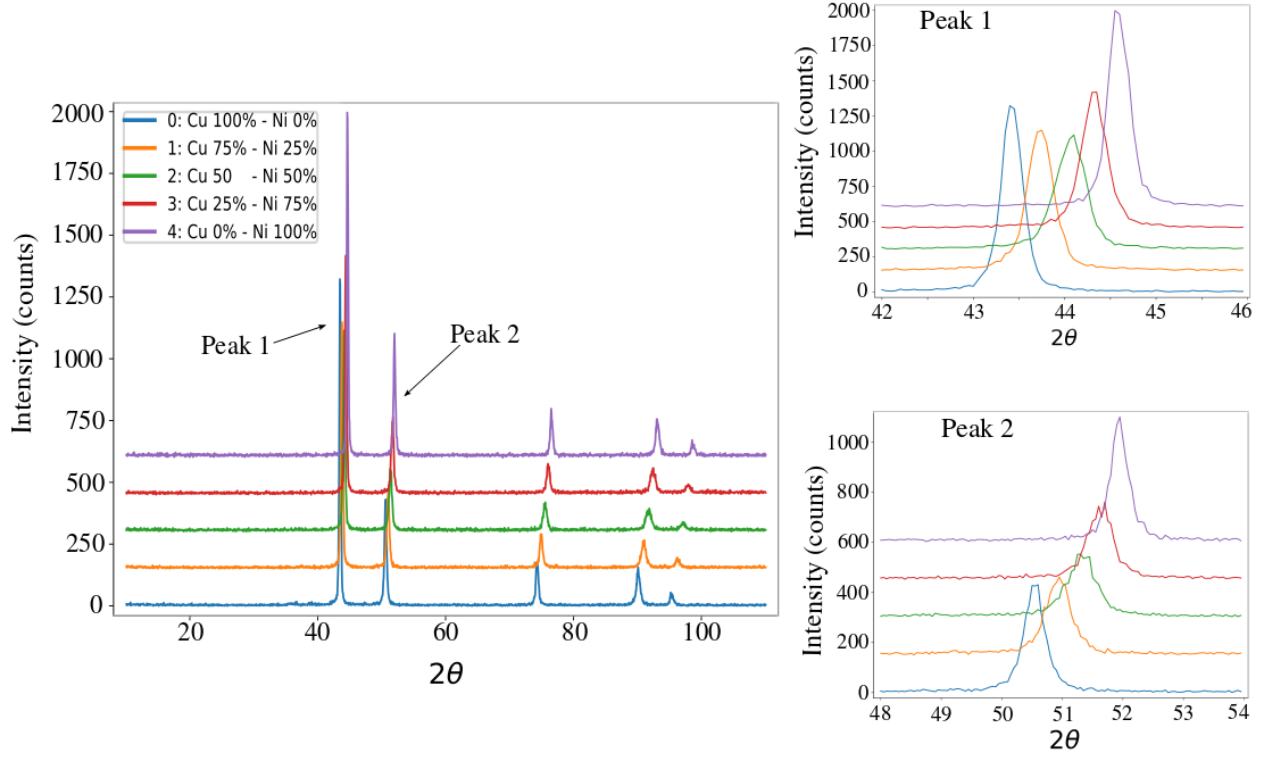 2000
1750
1500
1250
1000
750
500
250
0
Intensity (counts)
0: Cu 100% - Ni 0%
1: Cu 75% - Ni 25%
2: Cu 50 - Ni 50%
3: Cu 25% - Ni 75%
4: Cu 0% - Ni 100%
Peak 1
Peak 2
20 40 60 80 100
2θ
Peak 1
2000
1750
1500
1250
1000
750
500
250
0
Intensity (counts)
42 43 44 45 46
2θ
Peak 2
1000
800
600
400
200
0
Intensity (counts)
48 49 50 51 52 53 54
2θ